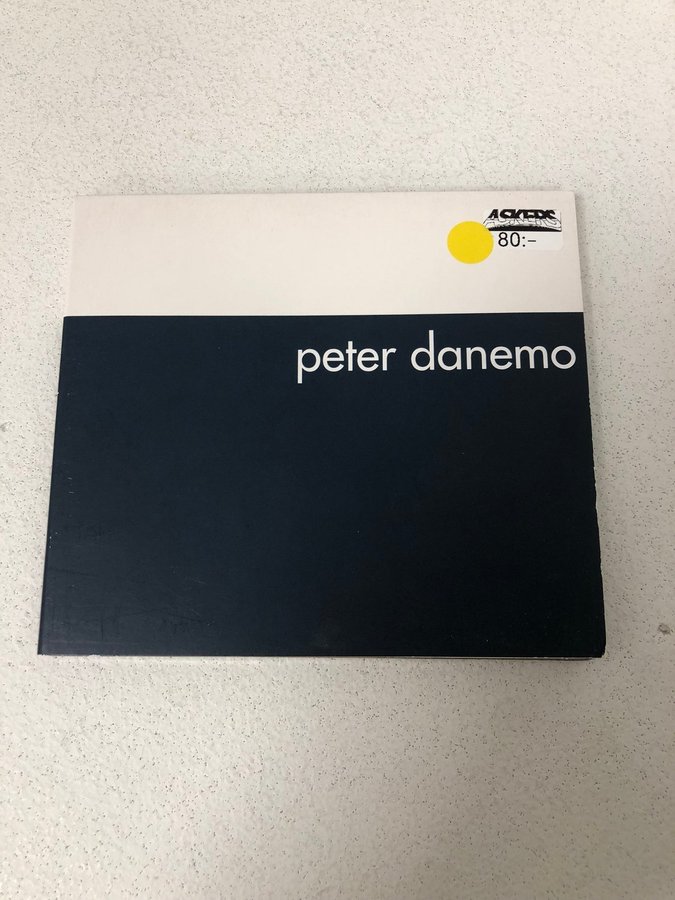 ASKERS
80:-
peter danemo